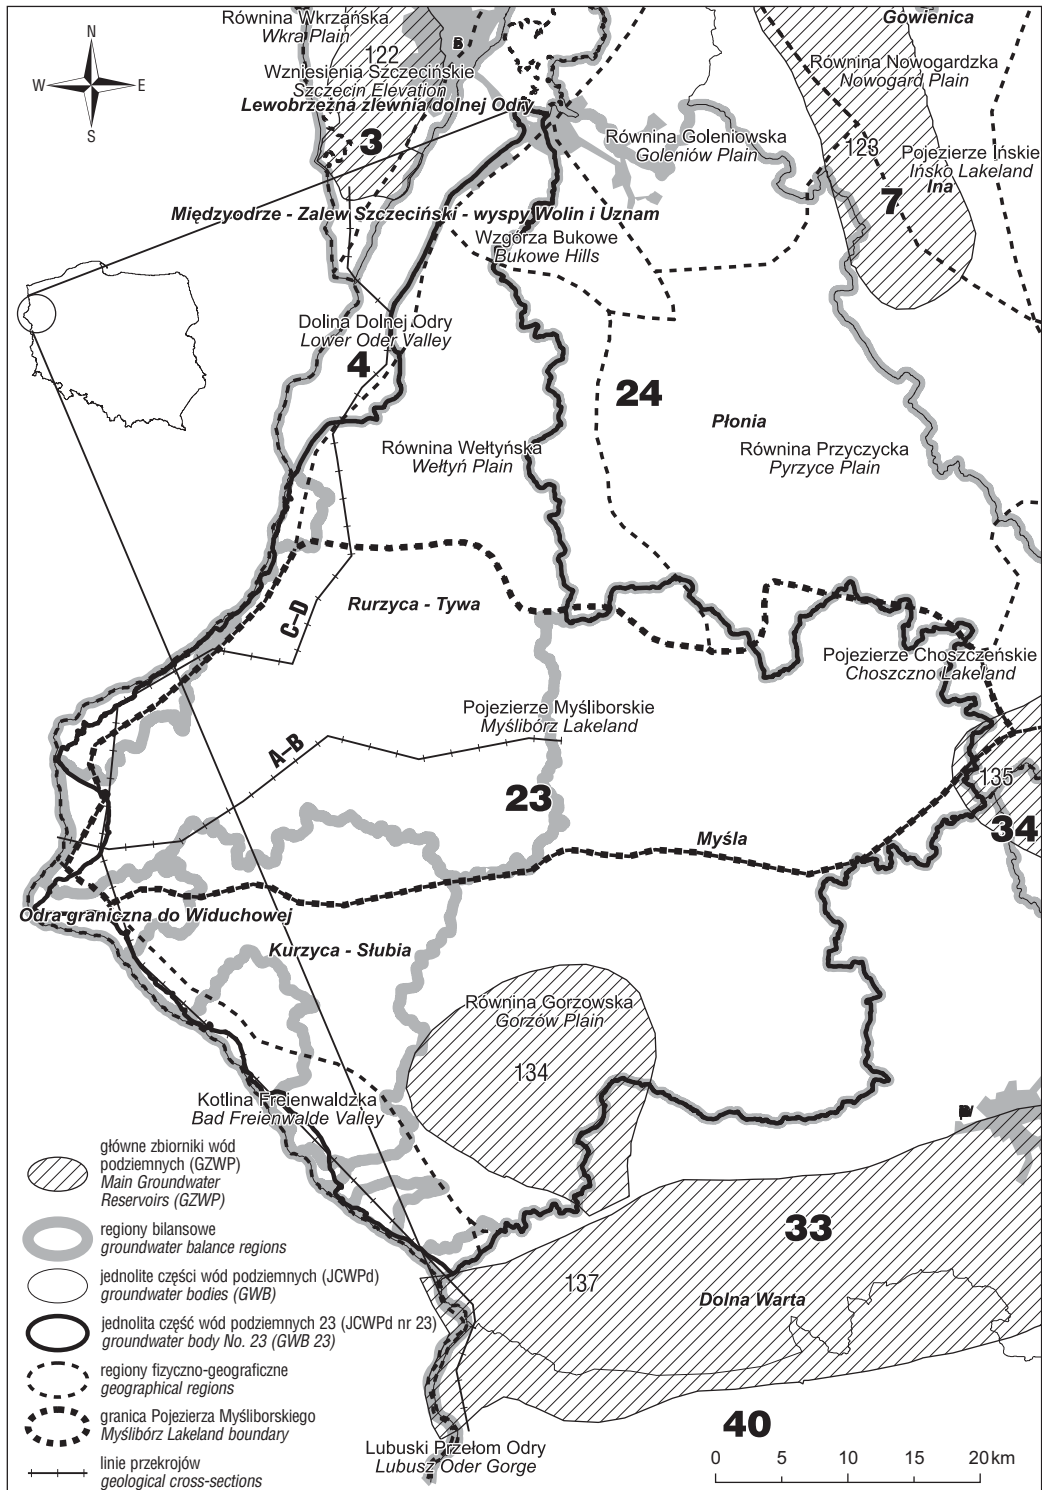 Równina Wkrzańska
Wkra Plain
Gowienica
N
W
E
S
122
Równina Nowogardzka
Nowogard Plain
Wzniesienia Szczecińskie
Szczecin Elevation
Lewobrzeżna zlewnia dolnej Odry
3
Równina Goleniowska
Goleniów Plain
123
Pojezierze Ińskie
Ińsko Lakeland
Ina
7
Międzyodrze - Zalew Szczeciński - wyspy Wolin i Uznam
Wzgórza Bukowe
Bukowe Hills
Dolina Dolnej Odry
Lower Oder Valley
4
24
Płonia
Równina Wełtyńska
Wełtyń Plain
Równina Przyczycka
Pyrzyce Plain
C–D
Rurzyca - Tywa
Pojezierze Choszczeńskie
Choszczno Lakeland
Pojezierze Myśliborskie
Myślibórz Lakeland
A–B
135
23
34
Myśla
Odra graniczna do Widuchowej
Kurzyca - Słubia
Równina Gorzowska
Gorzów Plain
134
Kotlina Freienwaldzka
Bad Freienwalde Valley
główne zbiorniki wód
podziemnych (GZWP)
Main Groundwater
Reservoirs (GZWP)
regiony bilansowe
groundwater balance regions
33
jednolite części wód podziemnych (JCWPd)
groundwater bodies (GWB)
137
Dolna Warta
jednolita część wód podziemnych 23 (JCWPd nr 23)
groundwater body No. 23 (GWB 23)
regiony fizyczno-geograficzne
geographical regions
granica Pojezierza Myśliborskiego
Myślibórz Lakeland boundary
40
linie przekrojów
geological cross-sections
Lubuski Przełom Odry
Lubusz Oder Gorge
0 5 10 15 20 km